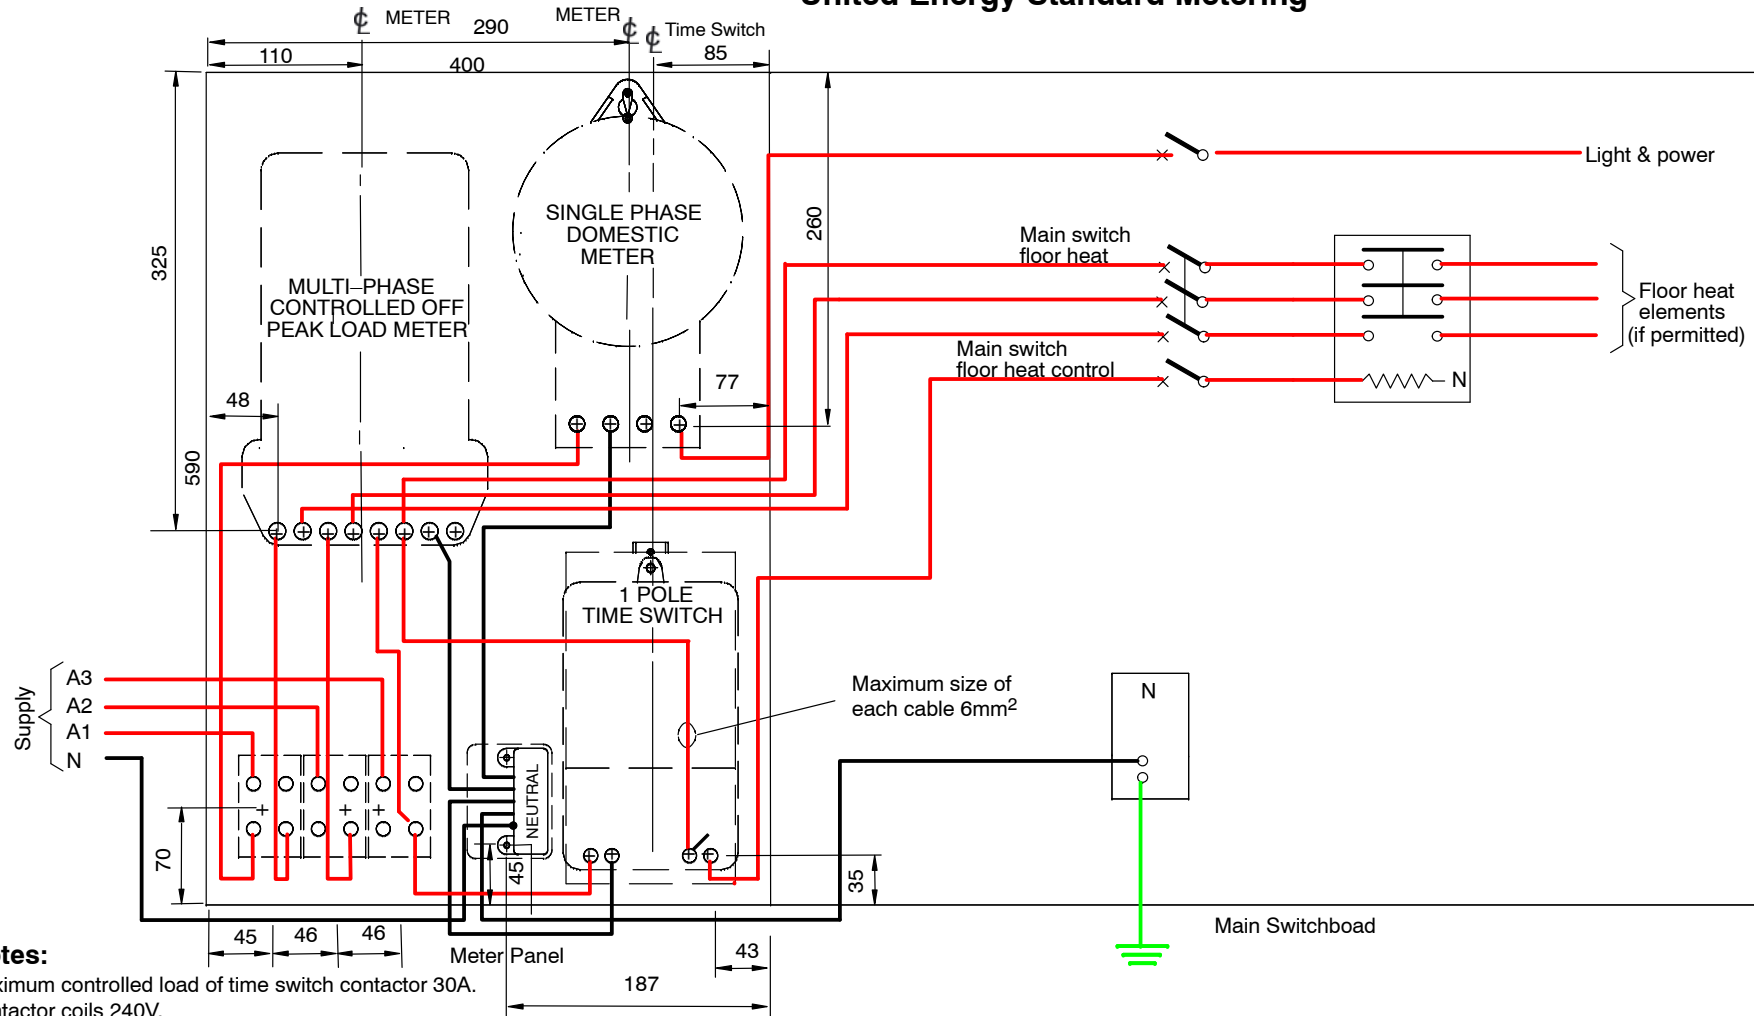 United Energy Standard Metering
METER
METER
290
Time Switch
110
400
85
SINGLE PHASE
DOMESTIC
METER
260
325
MULTI–PHASE
CONTROLLED OFF
PEAK LOAD METER
Light & power
Main switch
floor heat
Floor heat
elements
(if permitted)
Main switch
floor heat control
N
77
48
590
1 POLE
TIME SWITCH
Supply
A3
A2
A1
N
Maximum size of
each cable 6mm2
N
NEUTRAL
70
45
35
45
46
46
Meter Panel
43
187
Main Switchboad
otes:
ximum controlled load of time switch contactor 30A.
ntactor coils 240V.